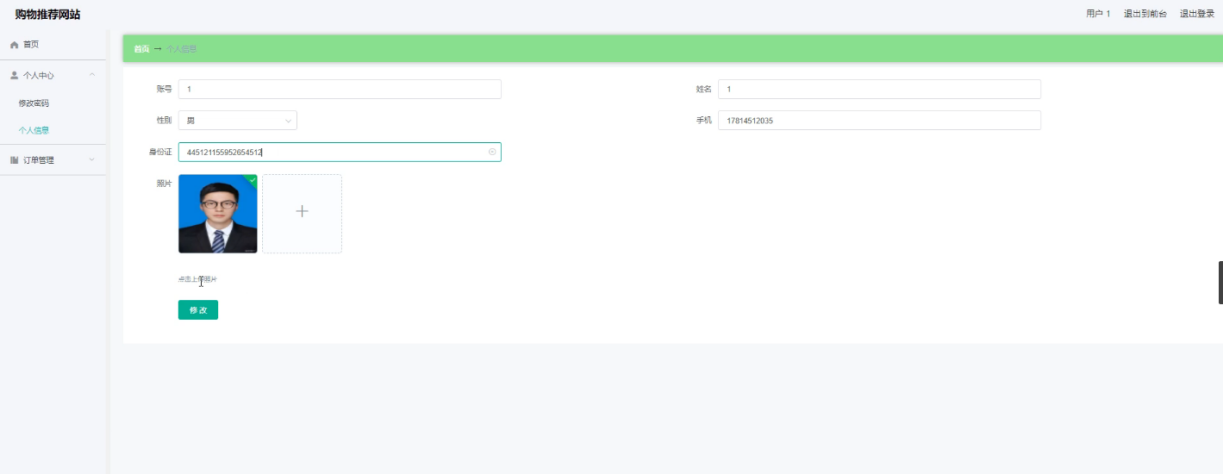 购物推荐网站
用户 1 退出到前台 退出登录
首页
个人中心
修改密码
个人信息
订单管理
首页 → 个人信息
账号 1
姓名 1
性别 男
手机 17814512035
身份证 445121155952654512
照片
点击上传照片
修改